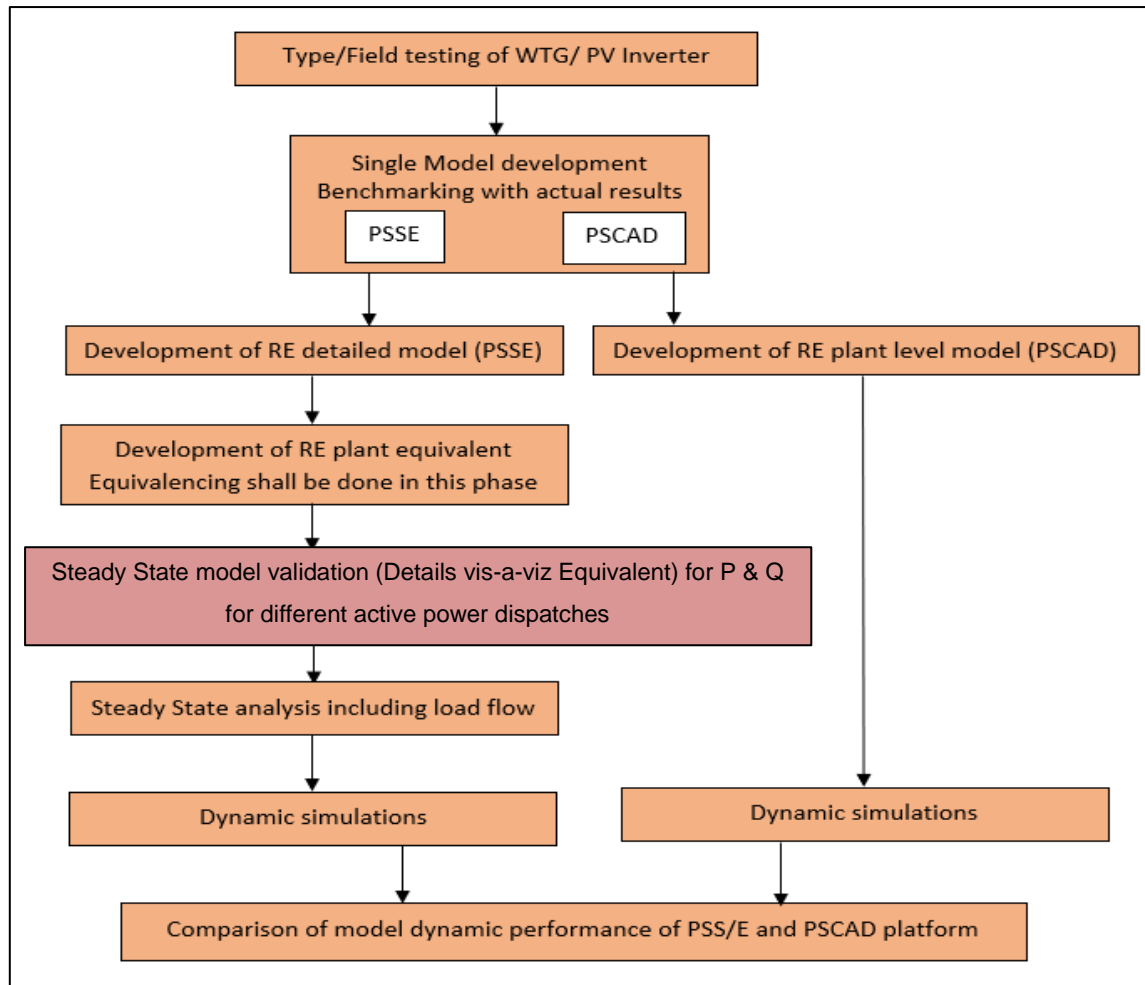 Type/Field testing of WTG/ PV Inverter
Single Model development
Benchmarking with actual results
PSSE
PSCAD
Development of RE detailed model (PSSE)
Development of RE plant level model (PSCAD)
Development of RE plant equivalent
Equivalencing shall be done in this phase
Steady State model validation (Details vis-a-viz Equivalent) for P & Q
for different active power dispatches
Steady State analysis including load flow
Dynamic simulations
Dynamic simulations
Comparison of model dynamic performance of PSS/E and PSCAD platform